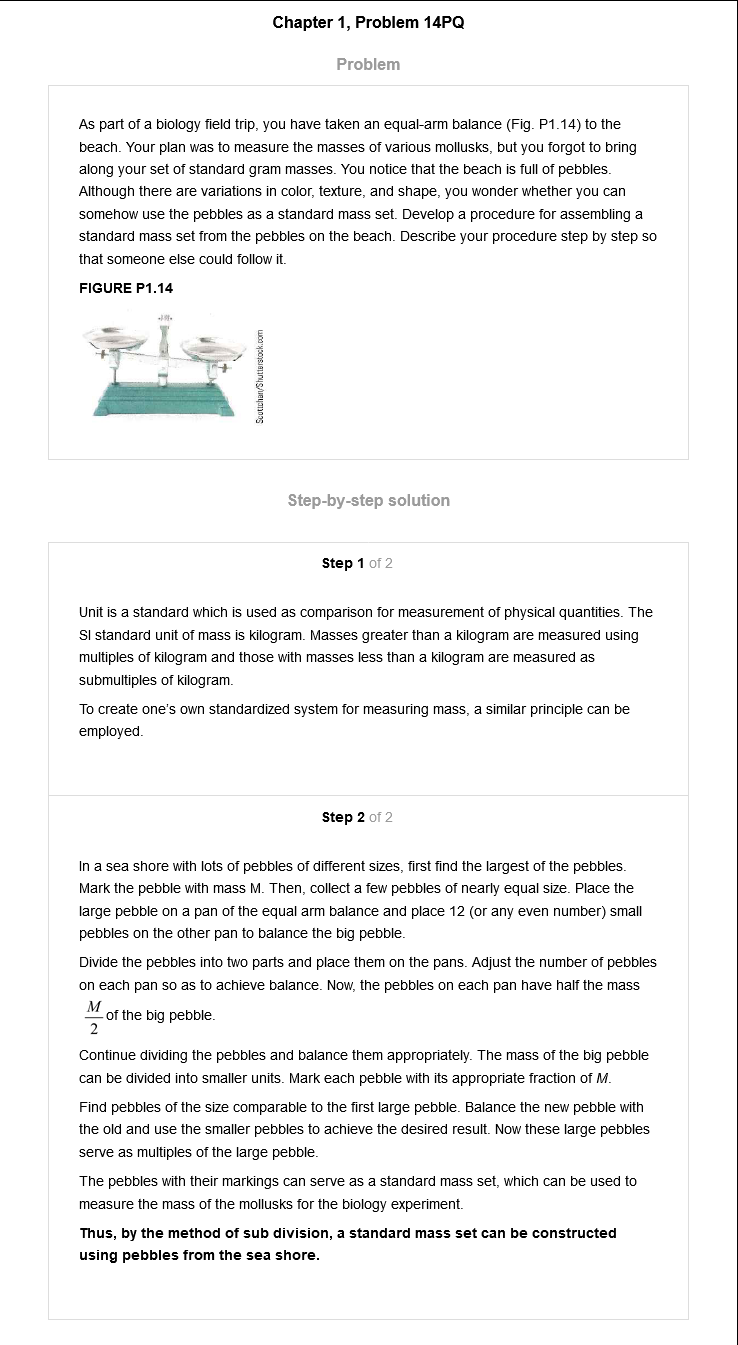 Chapter 1, Problem 14PQ
Problem
As part of a biology field trip, you have taken an equal-arm balance (Fig. P1.14) to the
beach. Your plan was to measure the masses of various mollusks, but you forgot to bring
along your set of standard gram masses. You notice that the beach is full of pebbles.
Although there are variations in color, texture, and shape, you wonder whether you can
somehow use the pebbles as a standard mass set. Develop a procedure for assembling a
standard mass set from the pebbles on the beach. Describe your procedure step by step so
that someone else could follow it.
FIGURE P1.14
Scottchan/Shutterstock.com
Step-by-step solution
Step 1 of 2
Unit is a standard which is used as comparison for measurement of physical quantities. The
SI standard unit of mass is kilogram. Masses greater than a kilogram are measured using
multiples of kilogram and those with masses less than a kilogram are measured as
submultiples of kilogram.
To create one's own standardized system for measuring mass, a similar principle can be
employed.
Step 2 of 2
In a sea shore with lots of pebbles of different sizes, first find the largest of the pebbles.
Mark the pebble with mass M. Then, collect a few pebbles of nearly equal size. Place the
large pebble on a pan of the equal arm balance and place 12 (or any even number) small
pebbles on the other pan to balance the big pebble.
Divide the pebbles into two parts and place them on the pans. Adjust the number of pebbles
on each pan so as to achieve balance. Now, the pebbles on each pan have half the mass
M/2 of the big pebble.
Continue dividing the pebbles and balance them appropriately. The mass of the big pebble
can be divided into smaller units. Mark each pebble with its appropriate fraction of M.
Find pebbles of the size comparable to the first large pebble. Balance the new pebble with
the old and use the smaller pebbles to achieve the desired result. Now these large pebbles
serve as multiples of the large pebble.
The pebbles with their markings can serve as a standard mass set, which can be used to
measure the mass of the mollusks for the biology experiment.
Thus, by the method of sub division, a standard mass set can be constructed
using pebbles from the sea shore.